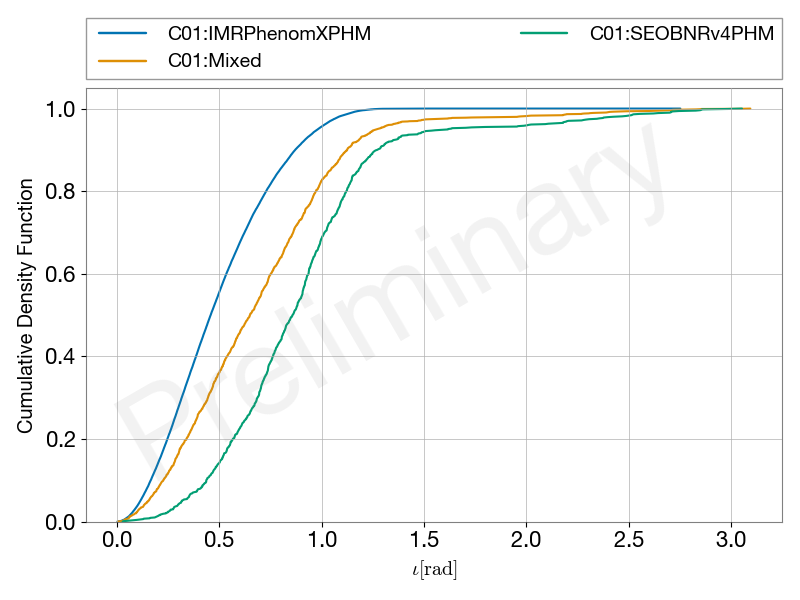 C01:IMRPhenomXPHM
C01:SEOBNRv4PHM
C01:Mixed
Cumulative Density Function
1.0
0.8
0.6
0.4
0.2
0.0
Preliminary
0.0 0.5 1.0 1.5 2.0 2.5 3.0
ι[rad]